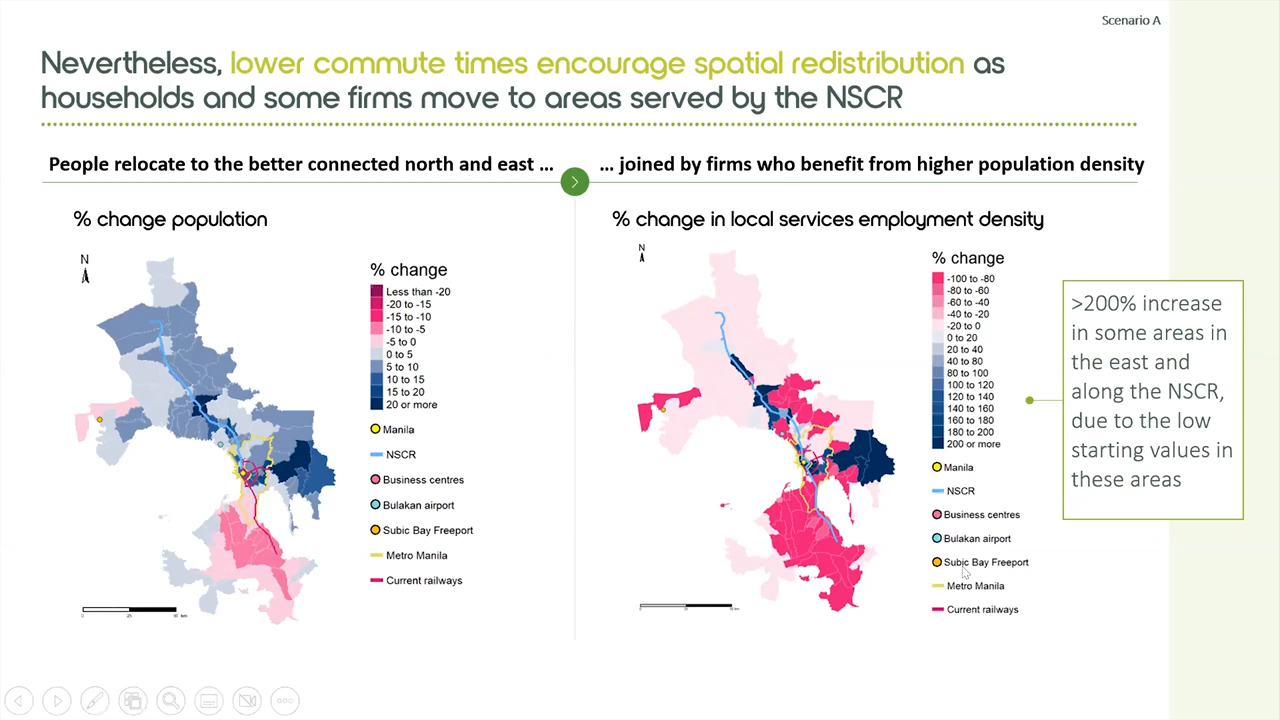 Scenario A
Nevertheless, lower commute times encourage spatial redistribution as
households and some firms move to areas served by the NSCR
People relocate to the better connected north and east ...
... joined by firms who benefit from higher population density
% change population
N
% change
Less than -20
-20 to -15
-15 to -10
-10 to -5
-5 to 0
0 to 5
5 to 10
10 to 15
15 to 20
20 or more
Manila
NSCR
Business centres
Bulakan airport
Subic Bay Freeport
Metro Manila
Current railways
% change in local services employment density
N
% change
-100 to -80
-80 to -60
-60 to -40
-40 to -20
-20 to 0
0 to 20
20 to 40
40 to 80
80 to 100
100 to 120
120 to 140
140 to 160
160 to 180
180 to 200
200 or more
Manila
NSCR
Business centres
Bulakan airport
Subic Bay Freeport
Metro Manila
Current railways
>200% increase
in some areas in
the east and
along the NSCR,
due to the low
starting values in
these areas